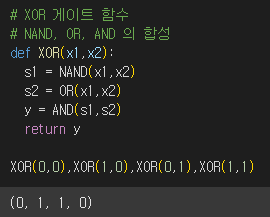 # XOR 게이트 함수
# NAND, OR, AND 의 합성
def XOR(x1,x2):
  s1 = NAND(x1,x2)
  s2 = OR(x1,x2)
  y = AND(s1,s2)
  return y

XOR(0,0),XOR(1,0),XOR(0,1),XOR(1,1)

(0, 1, 1, 0)